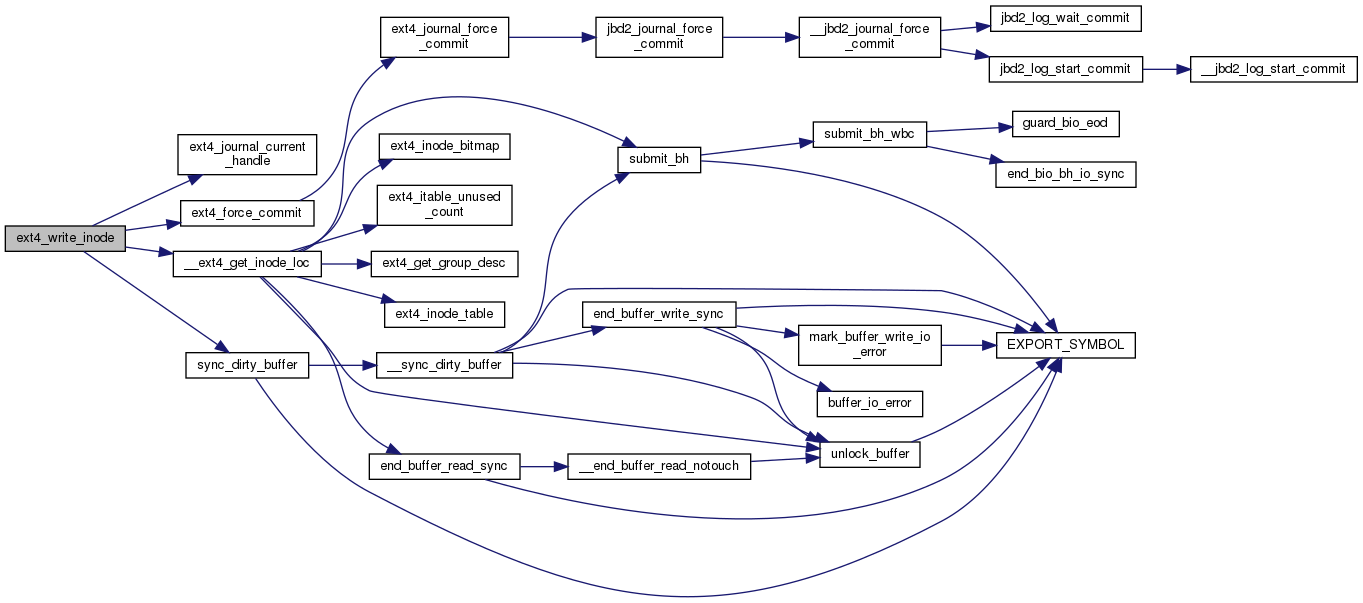 ext4_journal_force
_commit
jbd2_journal_force
_commit
__jbd2_journal_force
_commit
jbd2_log_wait_commit
jbd2_log_start_commit
__jbd2_log_start_commit
ext4_journal_current
_handle
ext4_inode_bitmap
submit_bh
submit_bh_wbc
guard_bio_eod
end_bio_bh_io_sync
ext4_force_commit
ext4_itable_unused
_count
ext4_write_inode
__ext4_get_inode_loc
ext4_get_group_desc
ext4_inode_table
end_buffer_write_sync
mark_buffer_write_io
_error
EXPORT_SYMBOL
sync_dirty_buffer
__sync_dirty_buffer
buffer_io_error
unlock_buffer
end_buffer_read_sync
__end_buffer_read_notouch